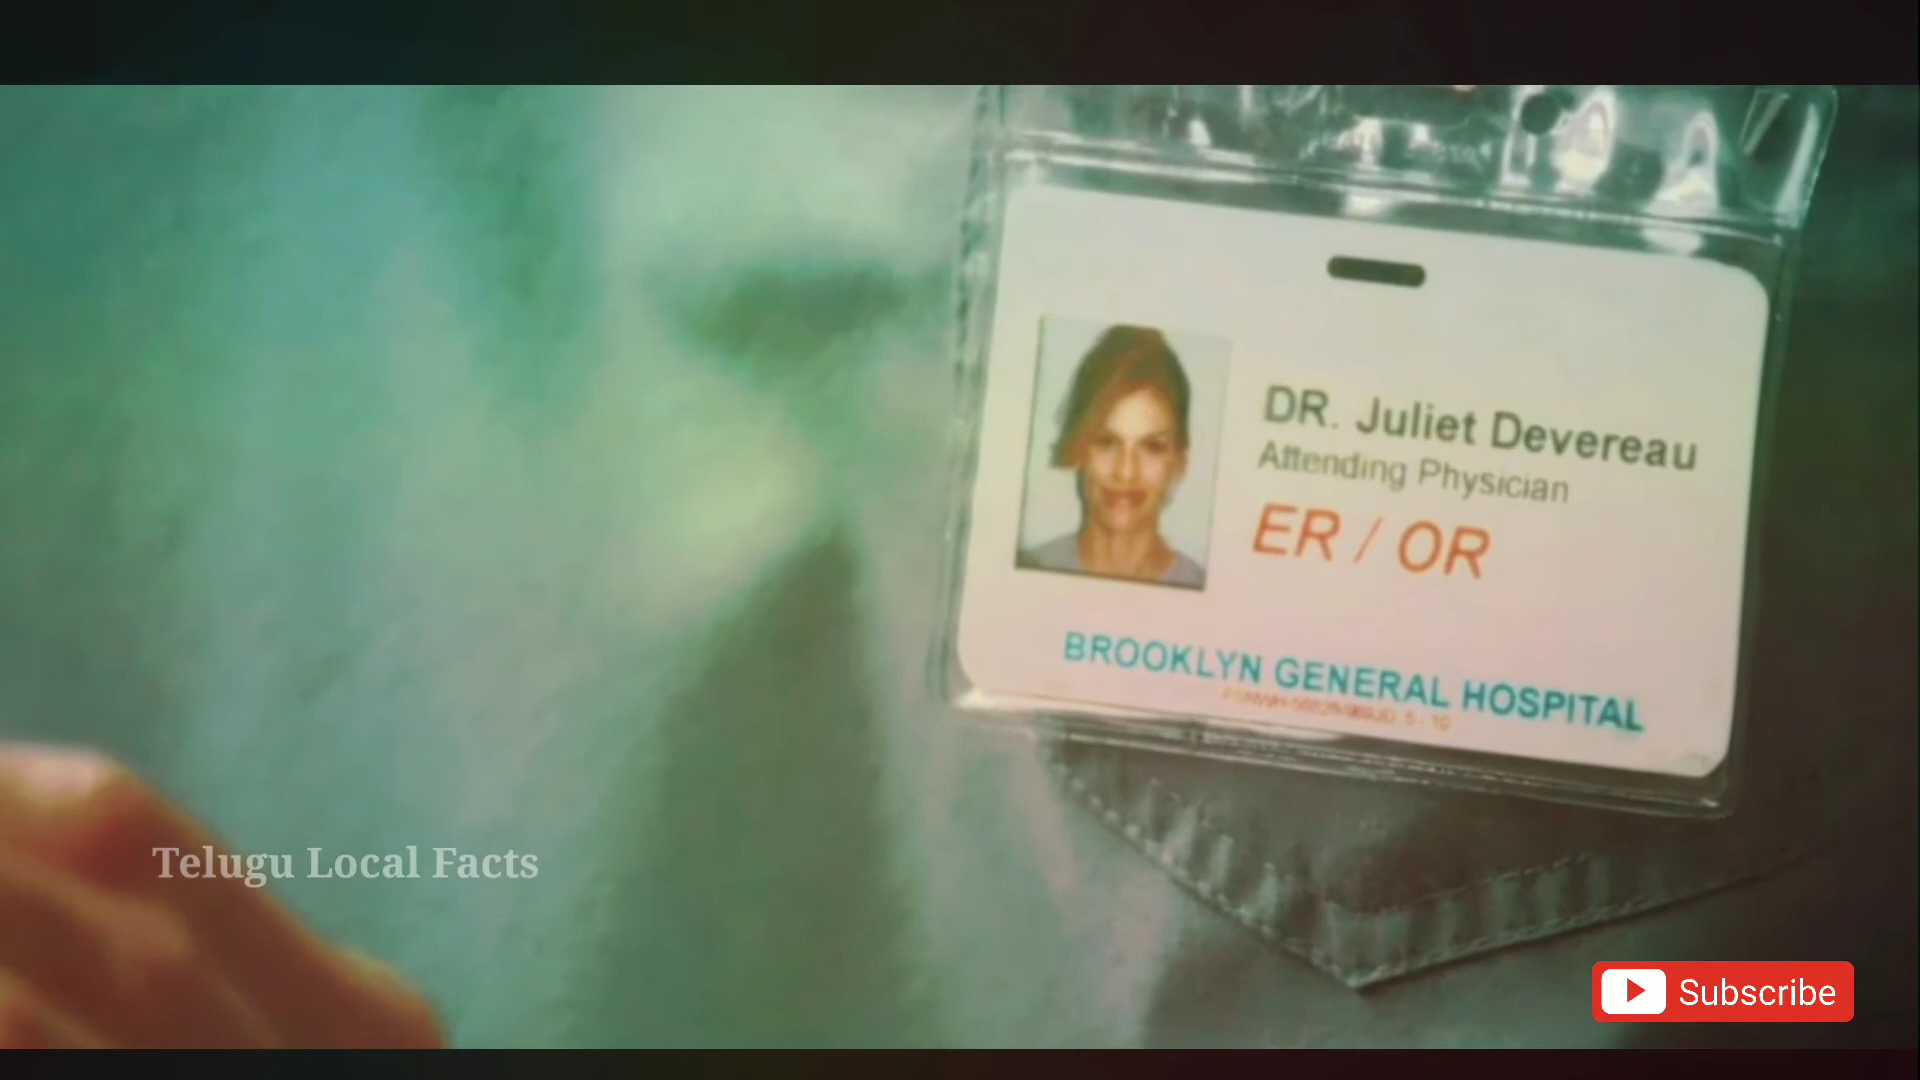 DR. Juliet Devereau
Attending Physician
ER / OR
BROOKLYN GENERAL HOSPITAL
Telugu Local Facts
Subscribe